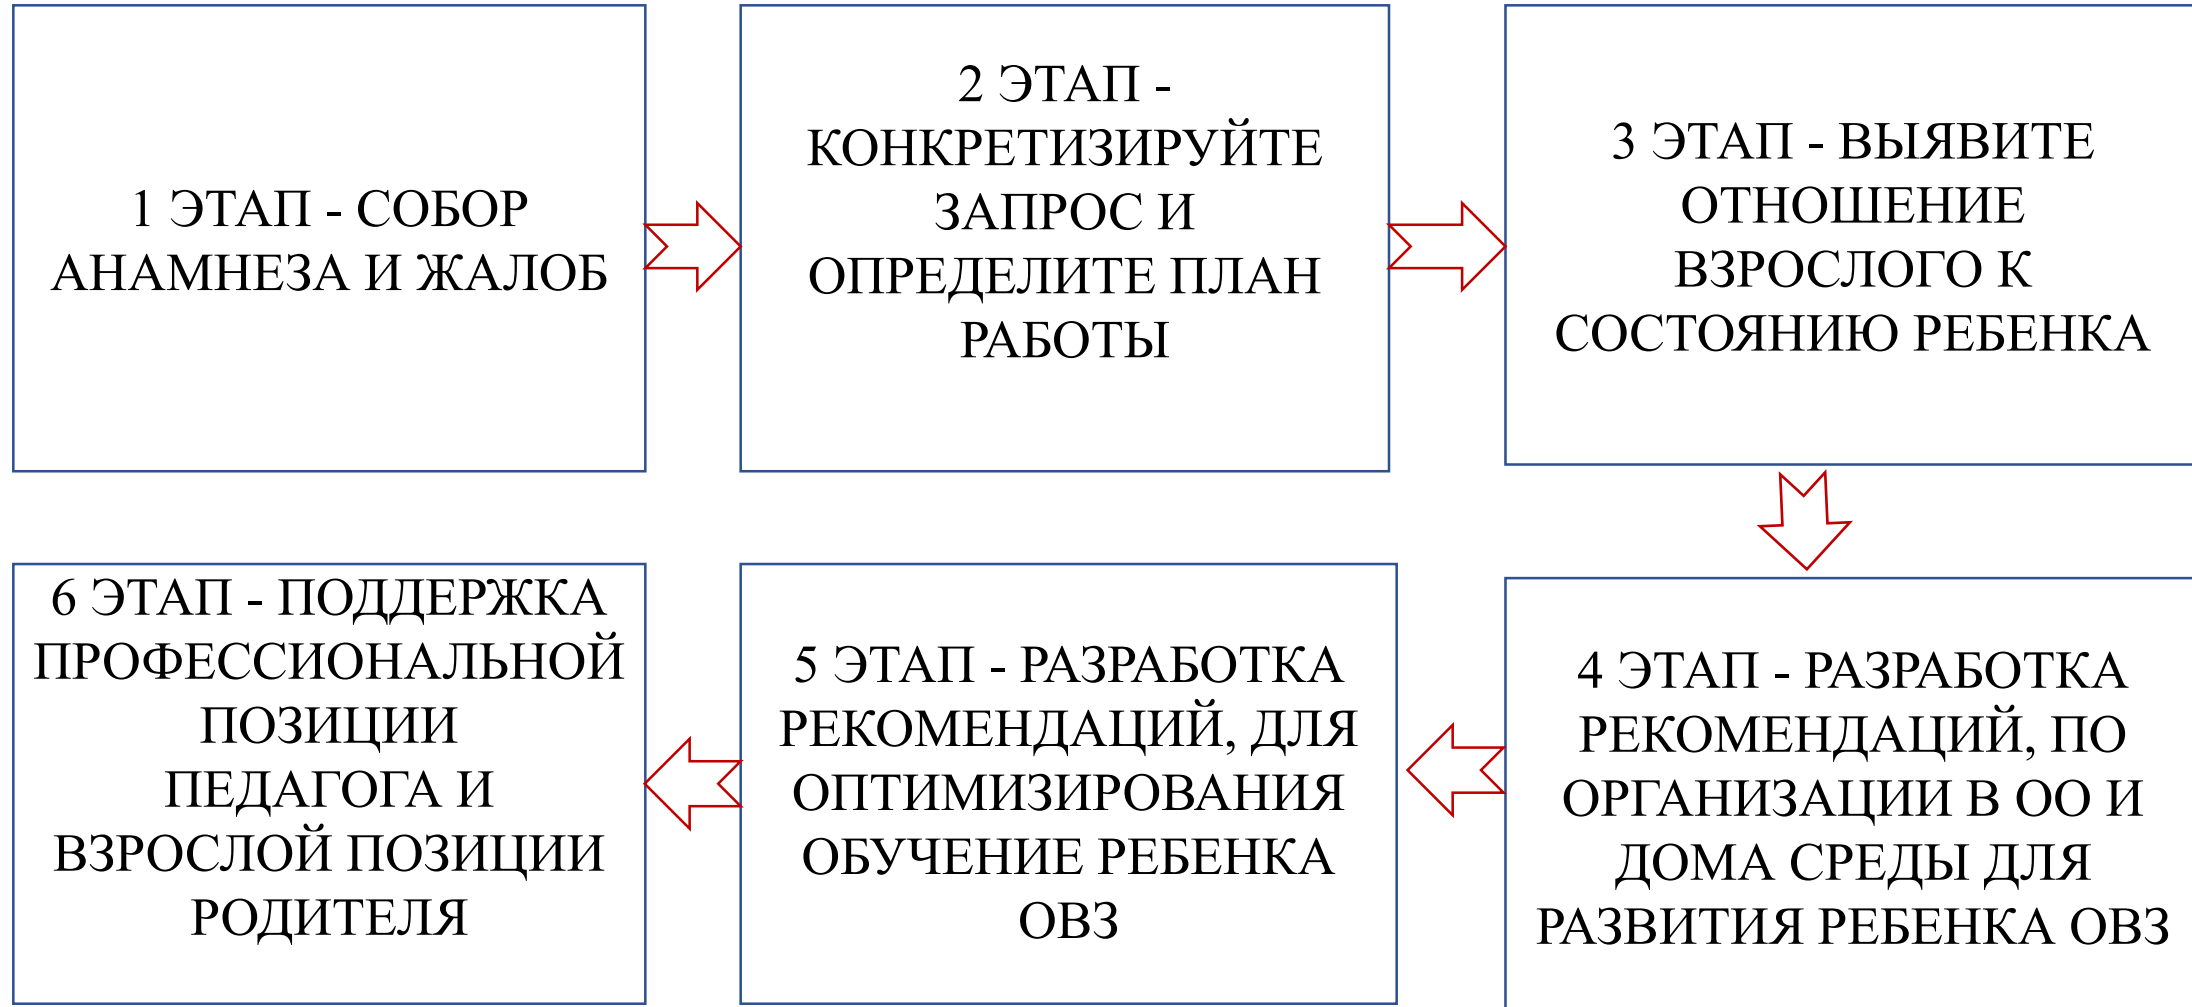 1 ЭТАП - СОБОР
АНАМНЕЗА И ЖАЛОБ
2 ЭТАП -
КОНКРЕТИЗИРУЙТЕ
ЗАПРОС И
ОПРЕДЕЛИТЕ ПЛАН
РАБОТЫ
3 ЭТАП - ВЫЯВИТЕ
ОТНОШЕНИЕ
ВЗРОСЛОГО К
СОСТОЯНИЮ РЕБЕНКА
4 ЭТАП - РАЗРАБОТКА
РЕКОМЕНДАЦИЙ, ПО
ОРГАНИЗАЦИИ В ОО И
ДОМА СРЕДЫ ДЛЯ
РАЗВИТИЯ РЕБЕНКА ОВЗ
5 ЭТАП - РАЗРАБОТКА
РЕКОМЕНДАЦИЙ, ДЛЯ
ОПТИМИЗИРОВАНИЯ
ОБУЧЕНИЕ РЕБЕНКА
ОВЗ
6 ЭТАП - ПОДДЕРЖКА
ПРОФЕССИОНАЛЬНОЙ
ПОЗИЦИИ
ПЕДАГОГА И
ВЗРОСЛОЙ ПОЗИЦИИ
РОДИТЕЛЯ